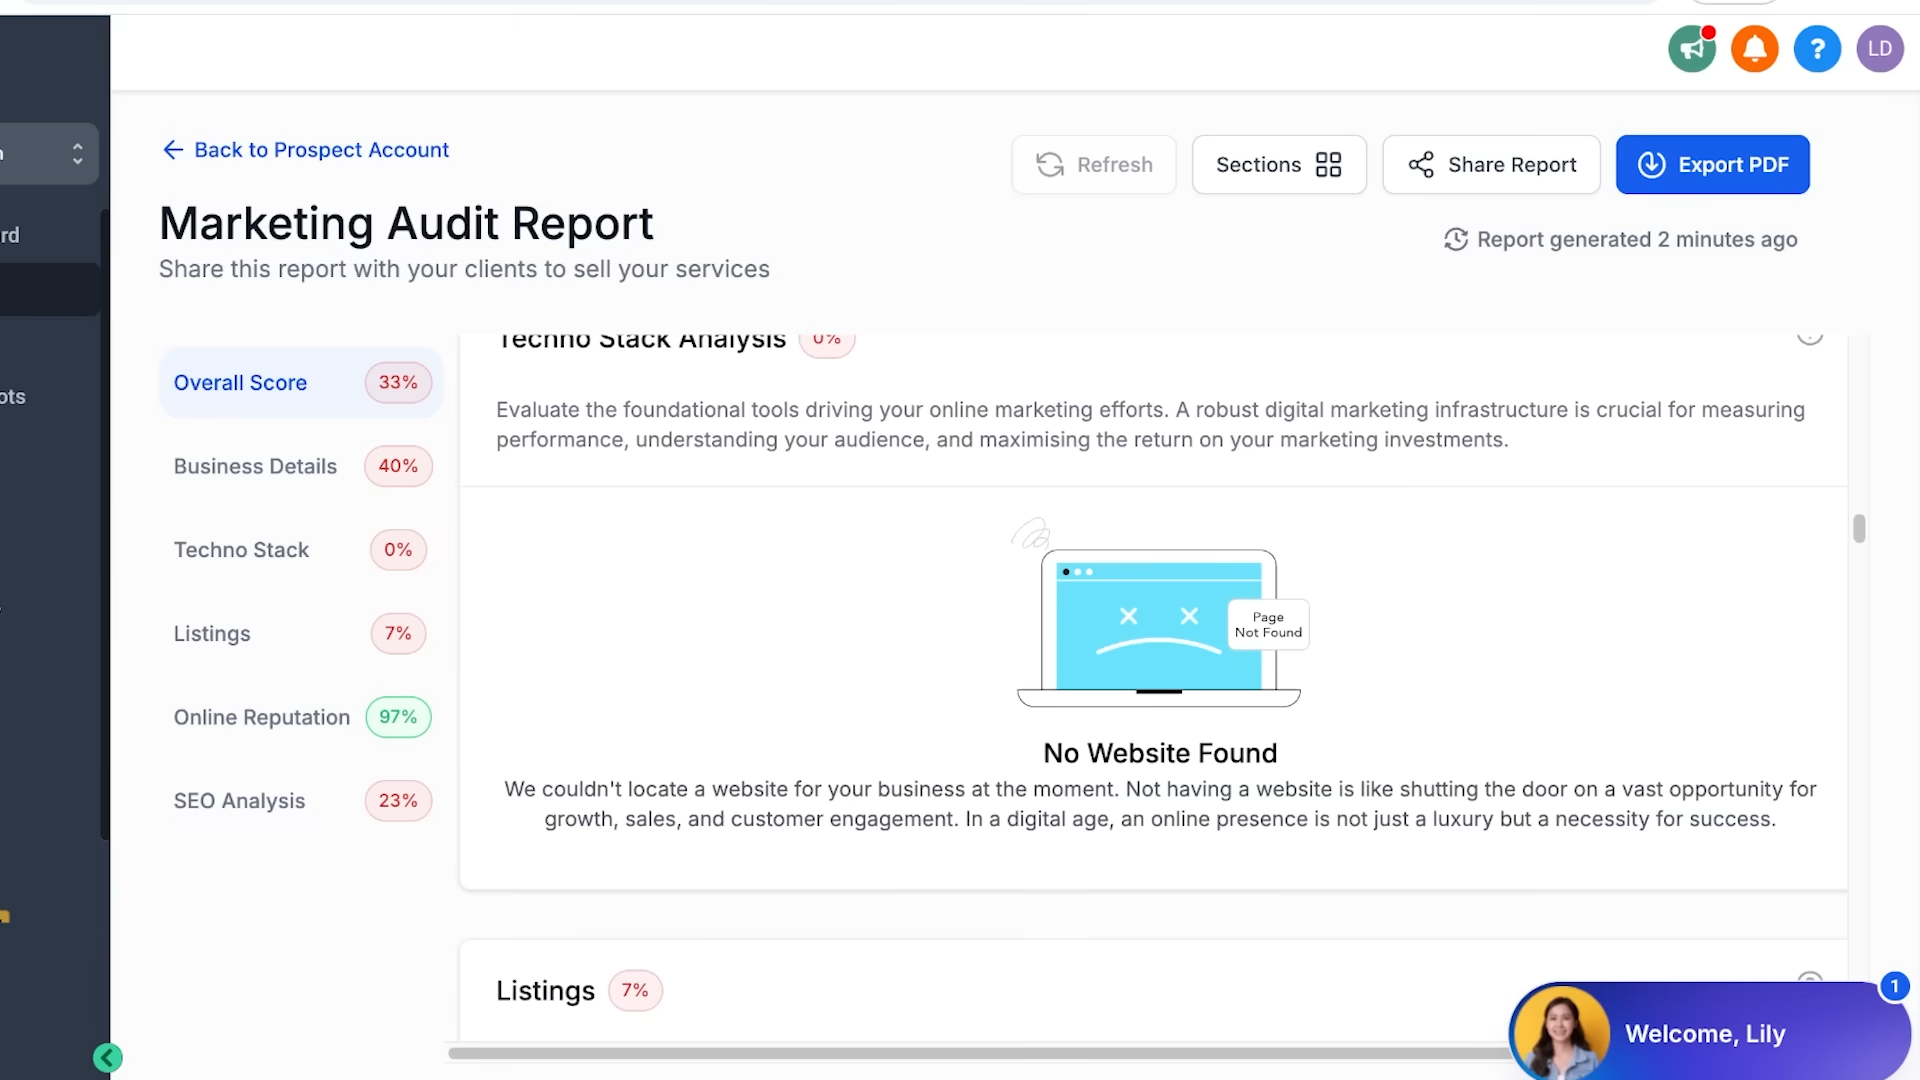 ?
LD
n
rd
ots
Back to Prospect Account
Refresh
Sections
Share Report
Export PDF
Marketing Audit Report
Report generated 2 minutes ago
Share this report with your clients to sell your services
Overall Score 33%
Business Details 40%
Techno Stack 0%
Listings 7%
Online Reputation 97%
SEO Analysis 23%
Techno Stack Analysis 0%
Evaluate the foundational tools driving your online marketing efforts. A robust digital marketing infrastructure is crucial for measuring
performance, understanding your audience, and maximising the return on your marketing investments.
Page
Not Found
No Website Found
We couldn't locate a website for your business at the moment. Not having a website is like shutting the door on a vast opportunity for
growth, sales, and customer engagement. In a digital age, an online presence is not just a luxury but a necessity for success.
Listings 7%
1
Welcome, Lily